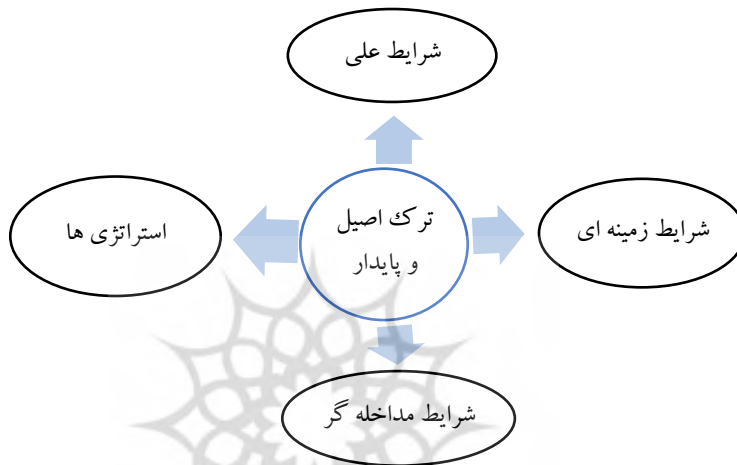 شرایط علی
ترک اصیل
و پایدار
شرایط زمینه ای
استراتژی ها
شرایط مداخله گر